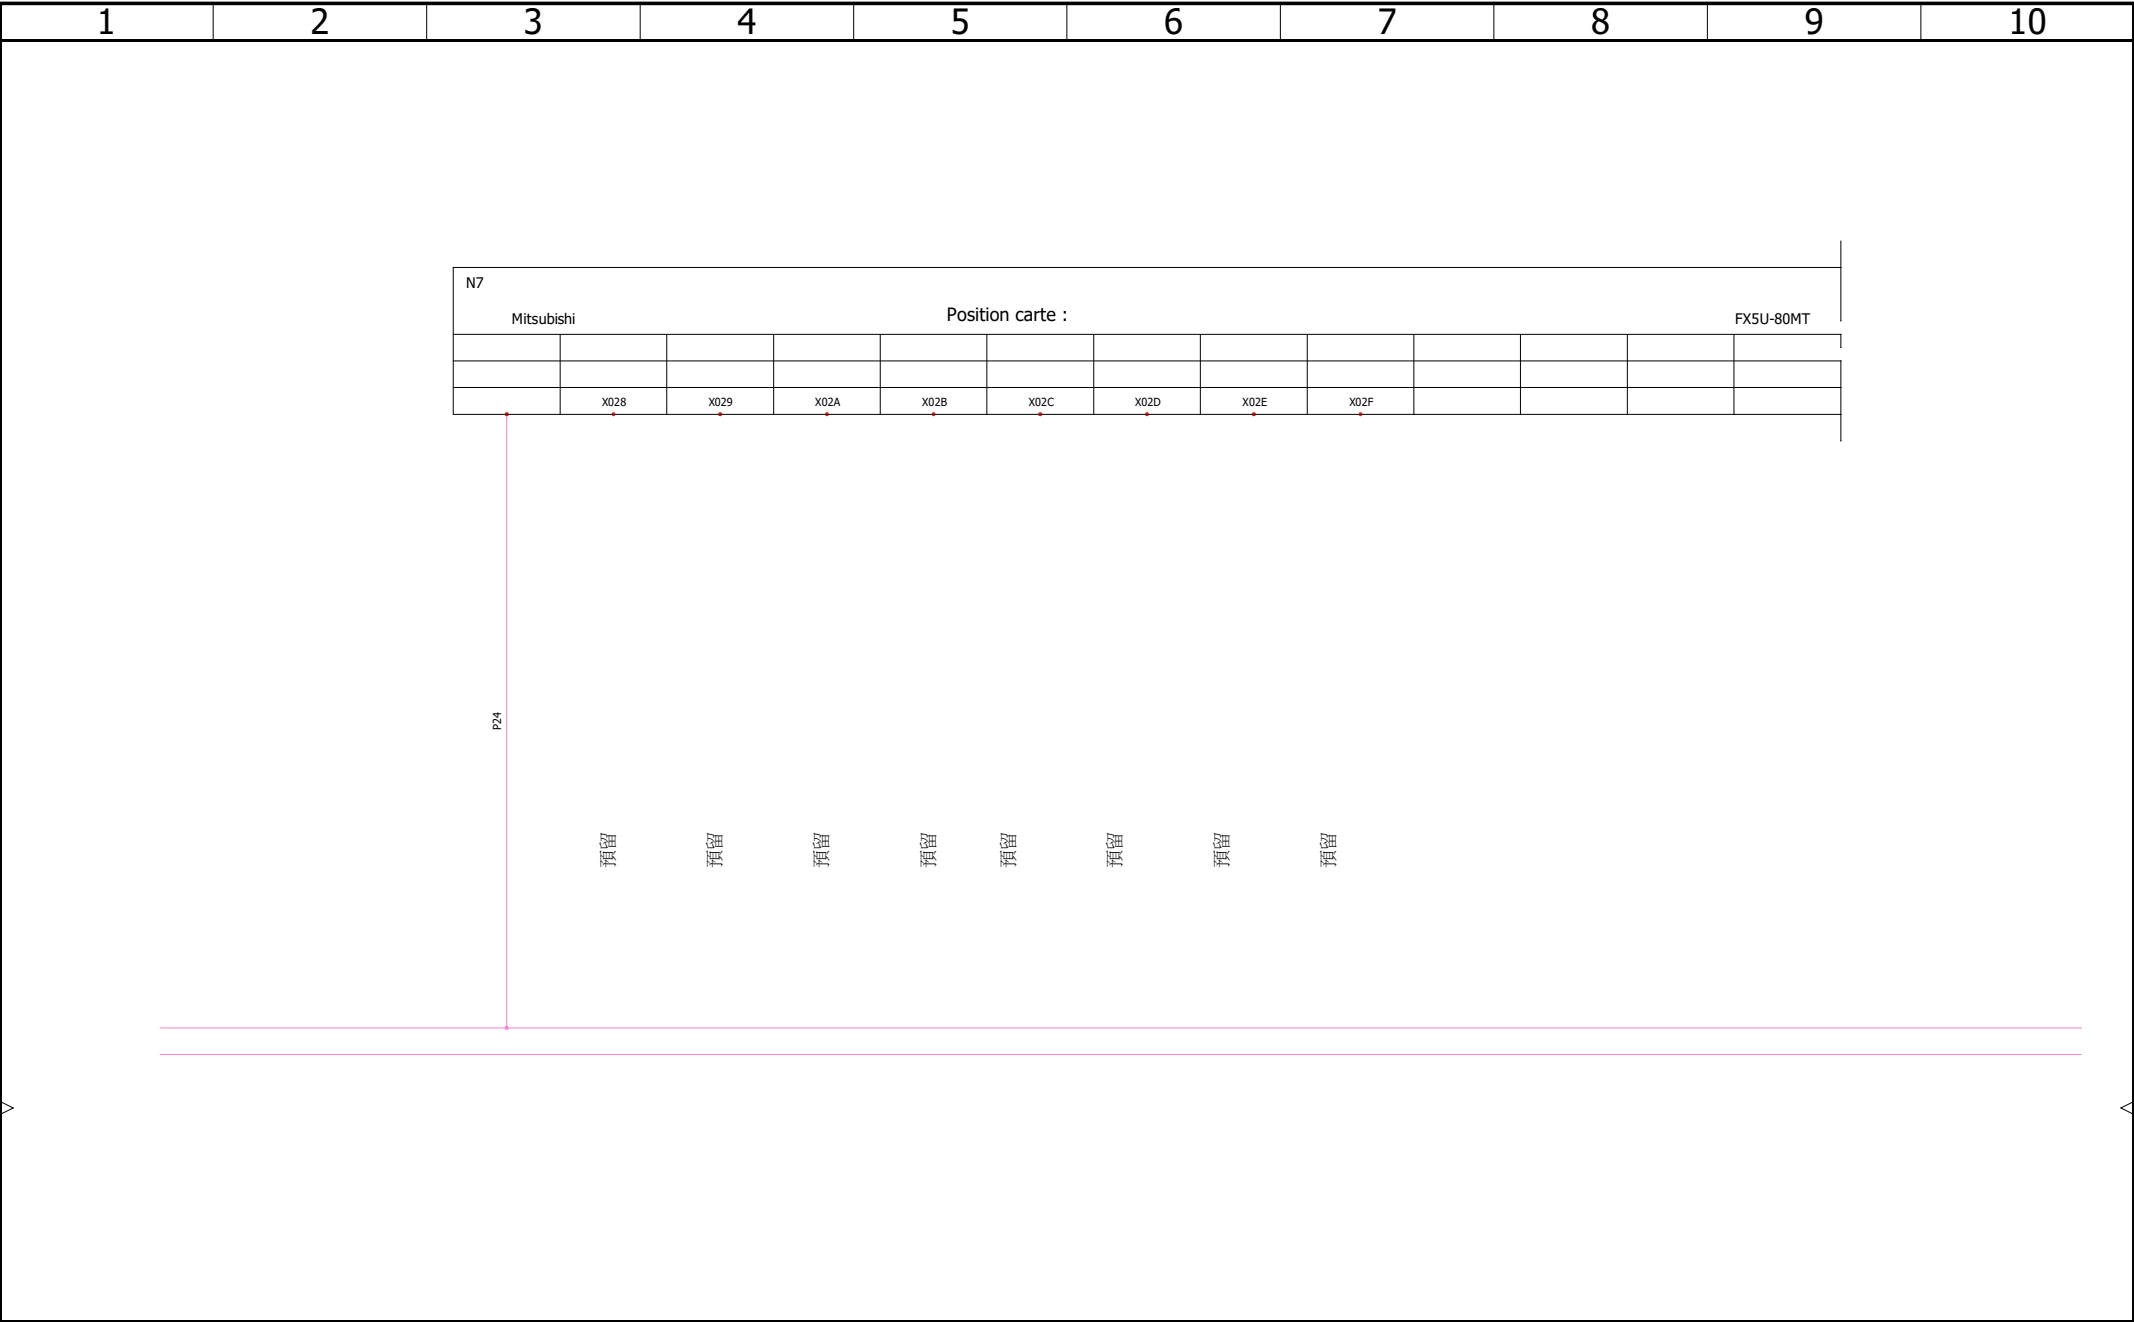 1 2 3 4 5 6 7 8 9 10
N7
Mitsubishi Position carte : FX5U-80MT
X028 X029 X02A X02B X02C X02D X02E X02F
P24
預留 預留 預留 預留 預留 預留 預留 預留